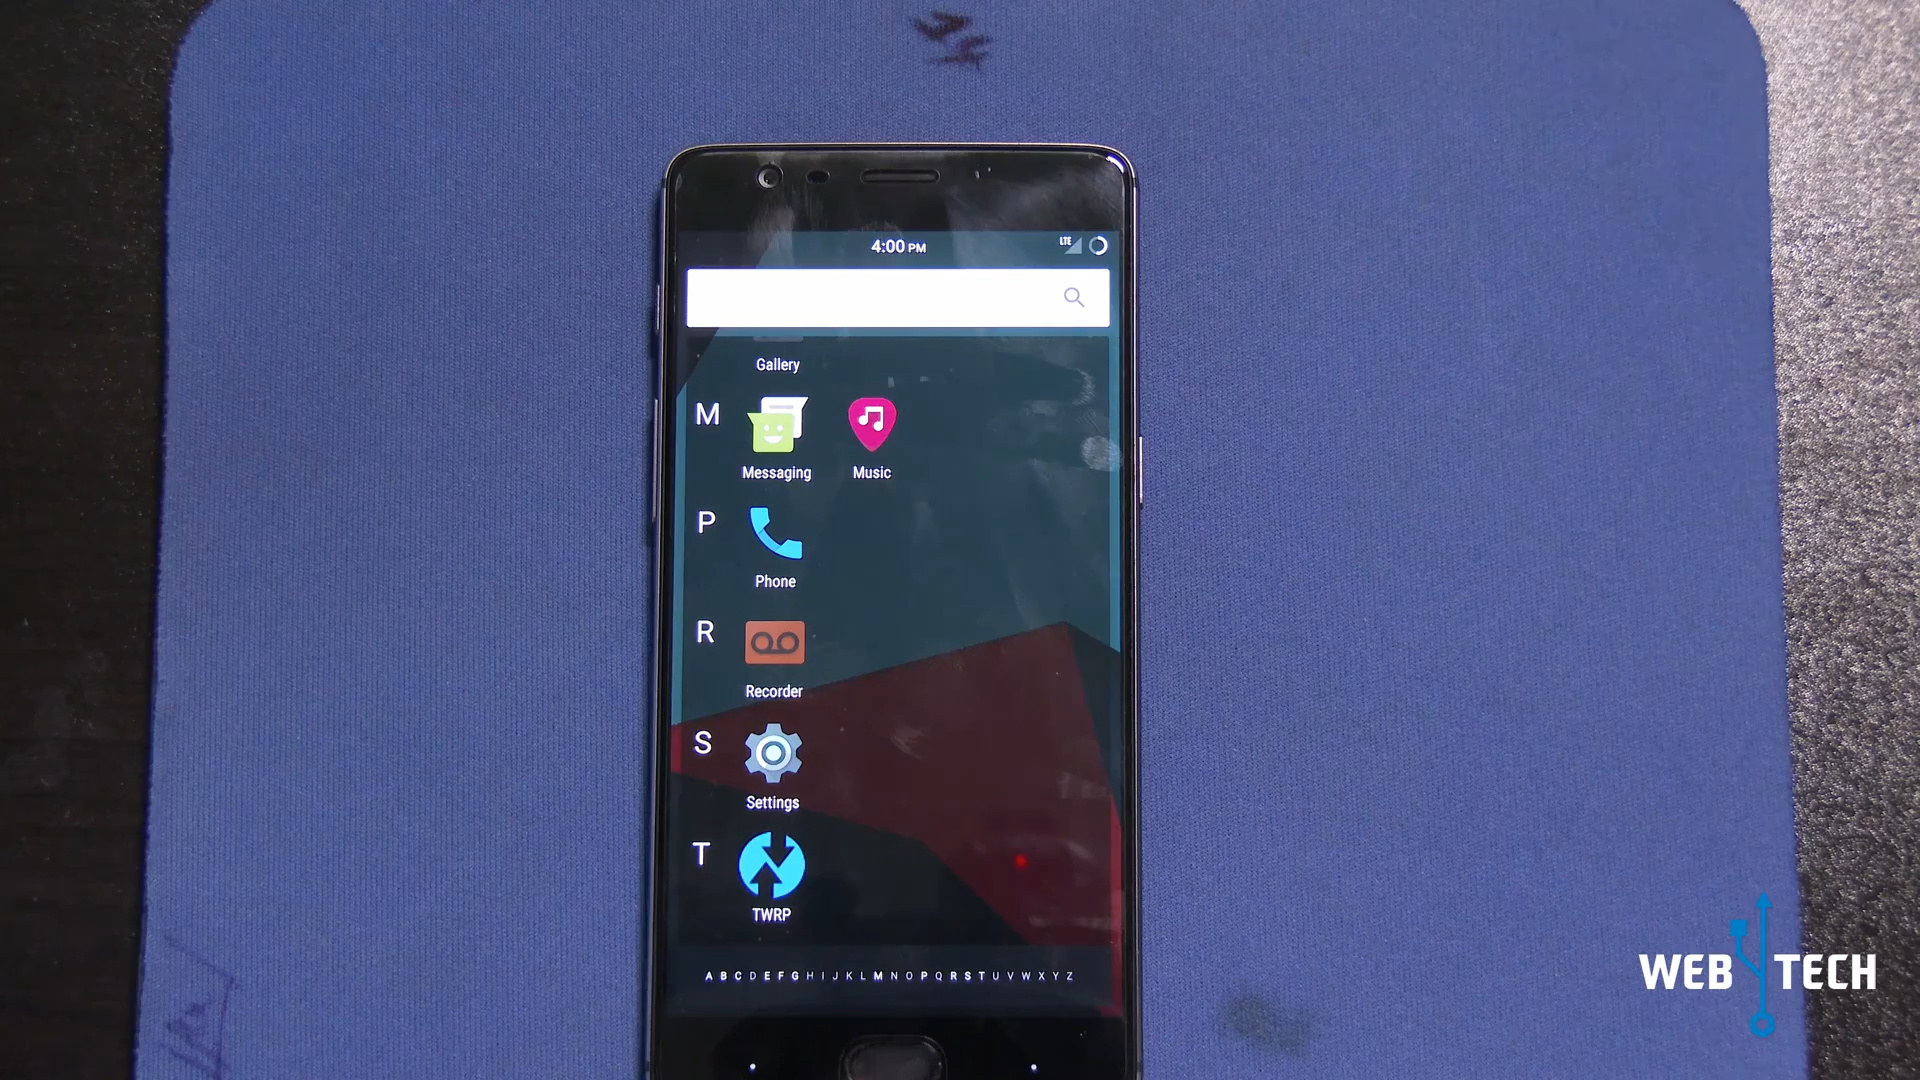 4:00 PM
LTE
Gallery
M
Messaging
Music
P
Phone
R
Recorder
S
Settings
T
TWRP
A B C D E F G H I J K L M N O P Q R S T U V W X Y Z
WEB TECH